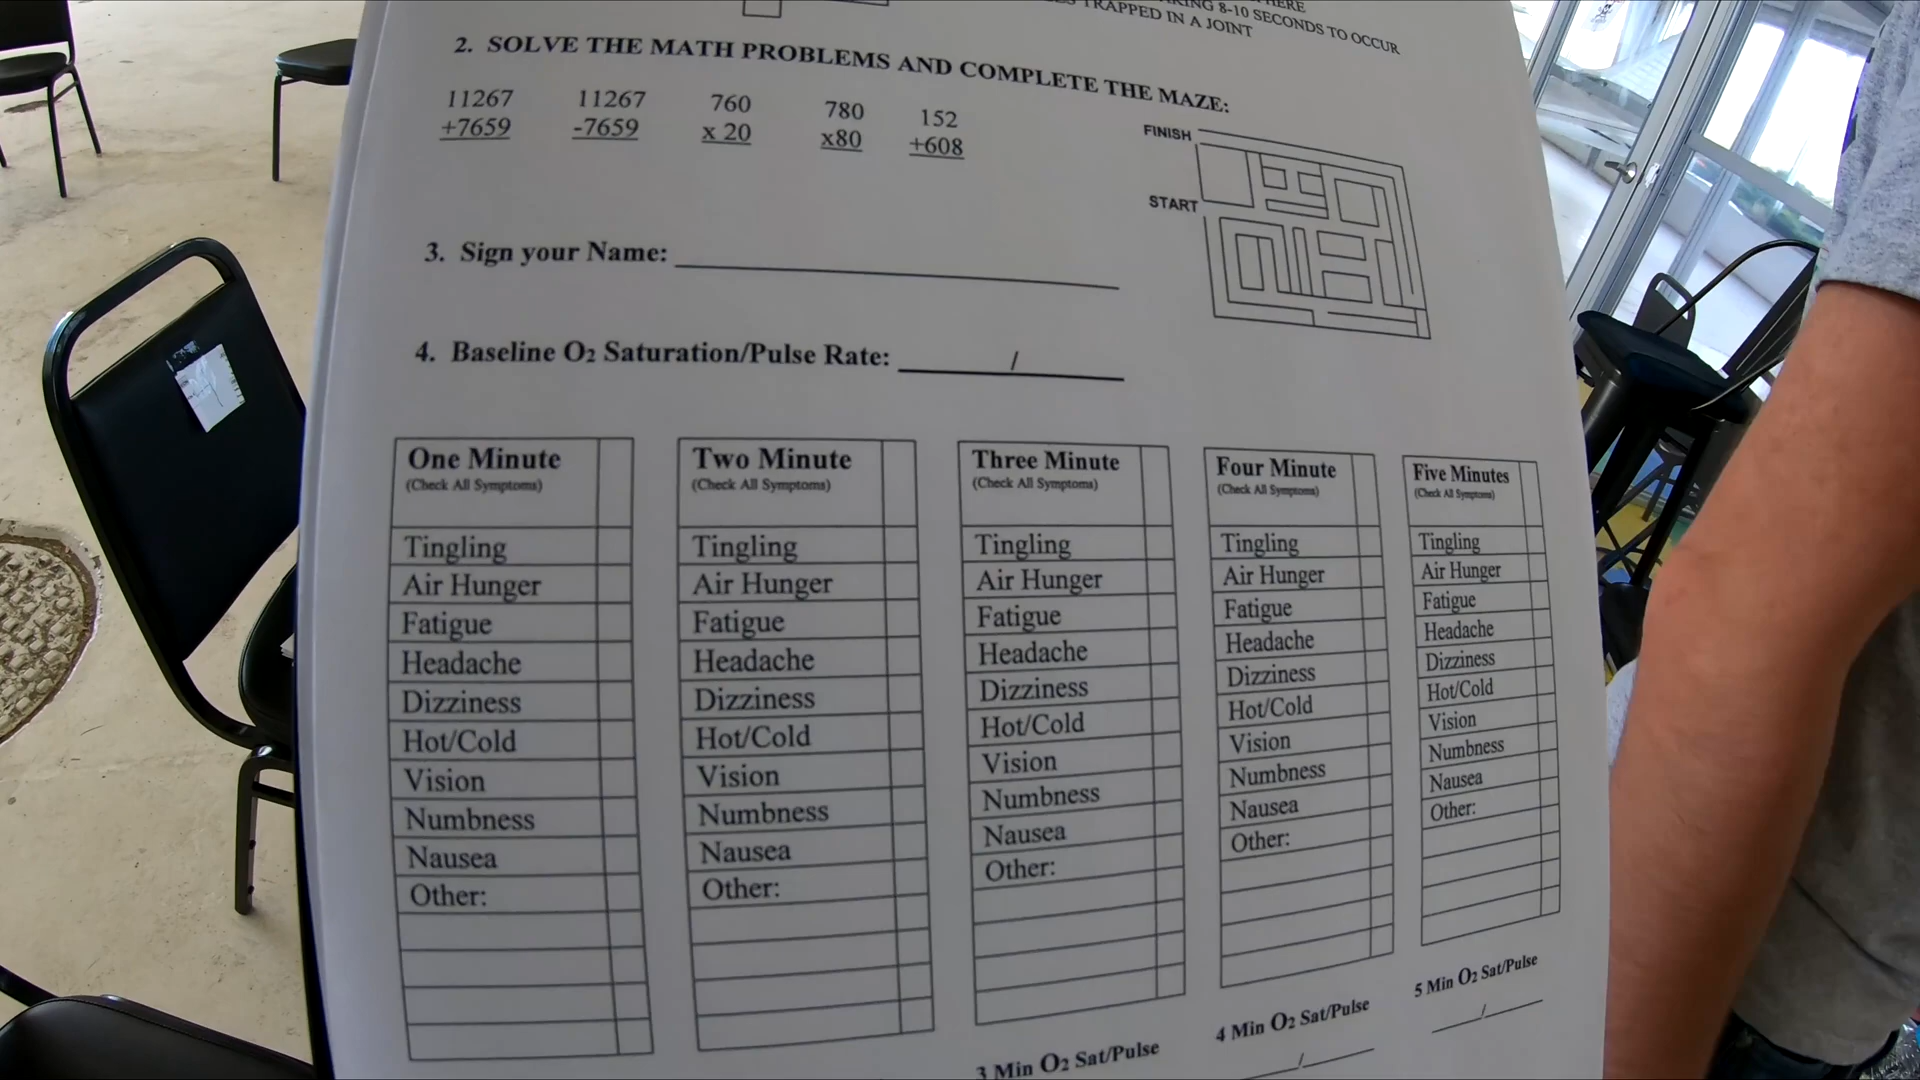 HERE
TRAPPED IN A JOINT
8-10 SECONDS TO OCCUR
2. SOLVE THE MATH PROBLEMS AND COMPLETE THE MAZE:
11267 11267 760 780 152
+7659 -7659 x 20 x80 +608
FINISH
START
3. Sign your Name:
4. Baseline O2 Saturation/Pulse Rate: /
One Minute Two Minute Three Minute Four Minute Five Minutes
(Check All Symptoms) (Check All Symptoms) (Check All Symptoms) (Check All Symptoms) (Check All Symptoms)
Tingling Tingling Tingling Tingling Tingling
Air Hunger Air Hunger Air Hunger Air Hunger Air Hunger
Fatigue Fatigue Fatigue Fatigue Fatigue
Headache Headache Headache Headache Headache
Dizziness Dizziness Dizziness Dizziness Dizziness
Hot/Cold Hot/Cold Hot/Cold Hot/Cold Hot/Cold
Vision Vision Vision Vision Vision
Numbness Numbness Numbness Numbness Numbness
Nausea Nausea Nausea Nausea Nausea
Other: Other: Other: Other: Other:
3 Min O2 Sat/Pulse 4 Min O2 Sat/Pulse 5 Min O2 Sat/Pulse
/ /